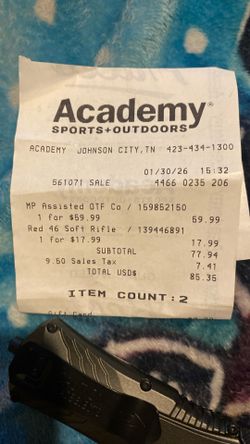 Academy®
SPORTS+OUTDOORS
ACADEMY JOHNSON CITY,TN 423-434-1300
01/30/26 15:32
561071 SALE 4466 0235 206
MP Assisted OTF Co / 159852150
1 for $59.99 59.99
Red 46 Soft Rifle / 139446891
1 for $17.99 17.99
SUBTOTAL 77.94
9.50 Sales Tax 7.41
TOTAL USD$ 85.35
ITEM COUNT:2
Gift Card